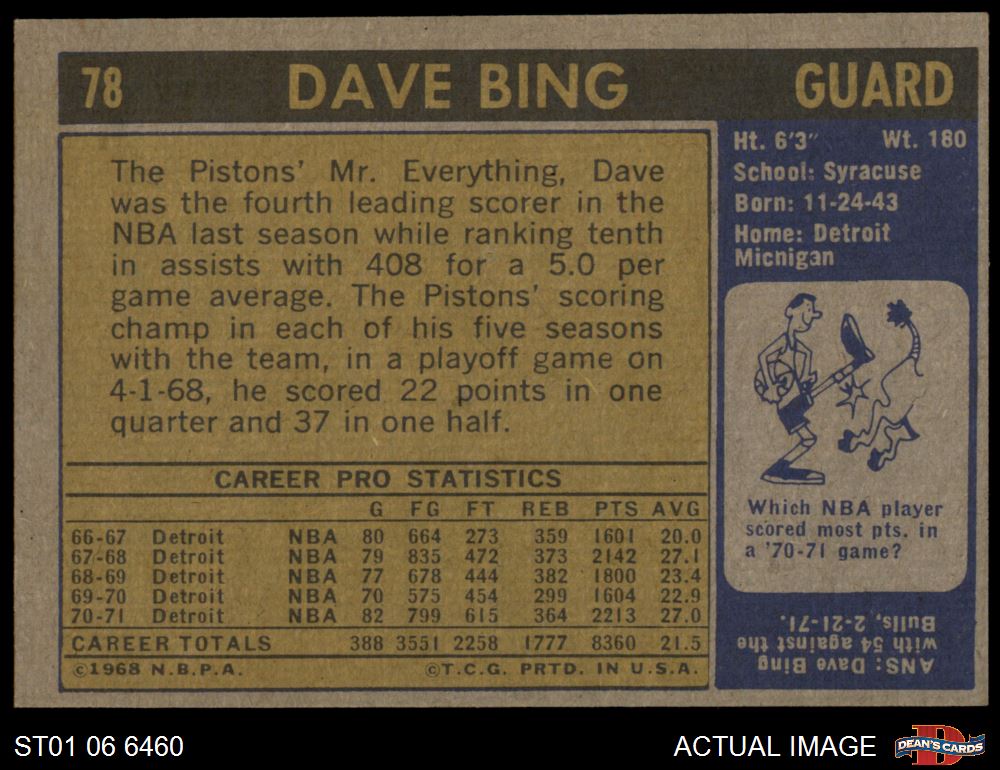 78 DAVE BING GUARD
The Pistons' Mr. Everything, Dave
was the fourth leading scorer in the
NBA last season while ranking tenth
in assists with 408 for a 5.0 per
game average. The Pistons' scoring
champ in each of his five seasons
with the team, in a playoff game on
4-1-68, he scored 22 points in one
quarter and 37 in one half.
Ht. 6'3" Wt. 180
School: Syracuse
Born: 11-24-43
Home: Detroit
Micnigan
Which NBA player
scored most pts. in
a '70-71 game?
ANS: Dave Bing
with 54 against the
Bulls, 2-21-71.
CAREER PRO STATISTICS
G FG FT REB PTS AVG
66-67 Detroit NBA 80 664 273 359 1601 20.0
67-68 Detroit NBA 79 835 472 373 2142 27.1
68-69 Detroit NBA 77 678 444 382 1800 23.4
69-70 Detroit NBA 70 575 454 299 1604 22.9
70-71 Detroit NBA 82 799 615 364 2213 27.0
CAREER TOTALS 388 3551 2258 1777 8360 21.5
©1968 N.B.P.A. ©T.C.G. PRTD. IN U.S.A.
ST01 06 6460 ACTUAL IMAGE D DEAN'S CARDS